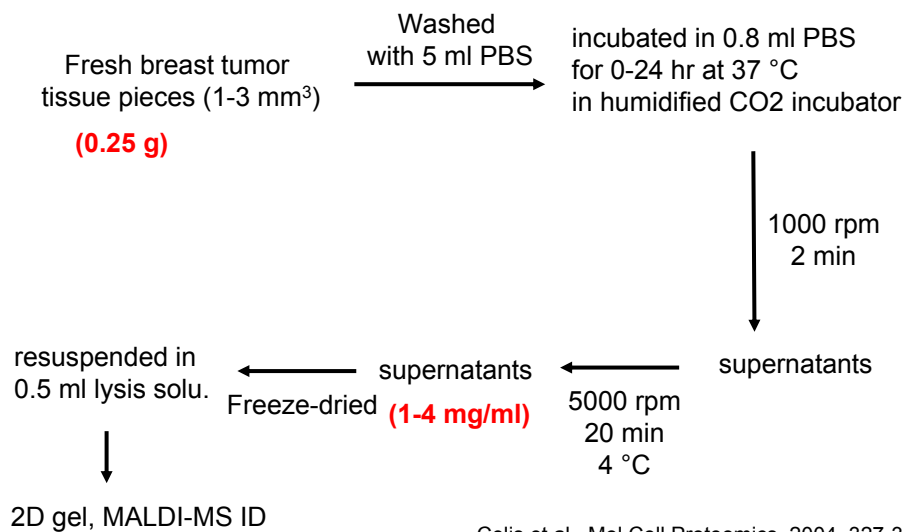 Fresh breast tumor
tissue pieces (1-3 mm³)
(0.25 g)
Washed
with 5 ml PBS
incubated in 0.8 ml PBS
for 0-24 hr at 37 °C
in humidified CO2 incubator
1000 rpm
2 min
supernatants
5000 rpm
20 min
4 °C
supernatants
(1-4 mg/ml)
Freeze-dried
resuspended in
0.5 ml lysis solu.
2D gel, MALDI-MS ID
Mol Cell Proteomics, 2004, 327-3